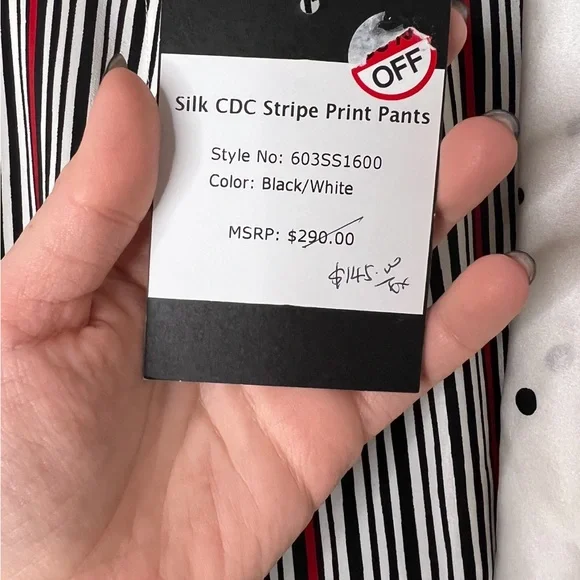 OFF
Silk CDC Stripe Print Pants
Style No: 603SS1600
Color: Black/White
MSRP: $290.00
$145.00